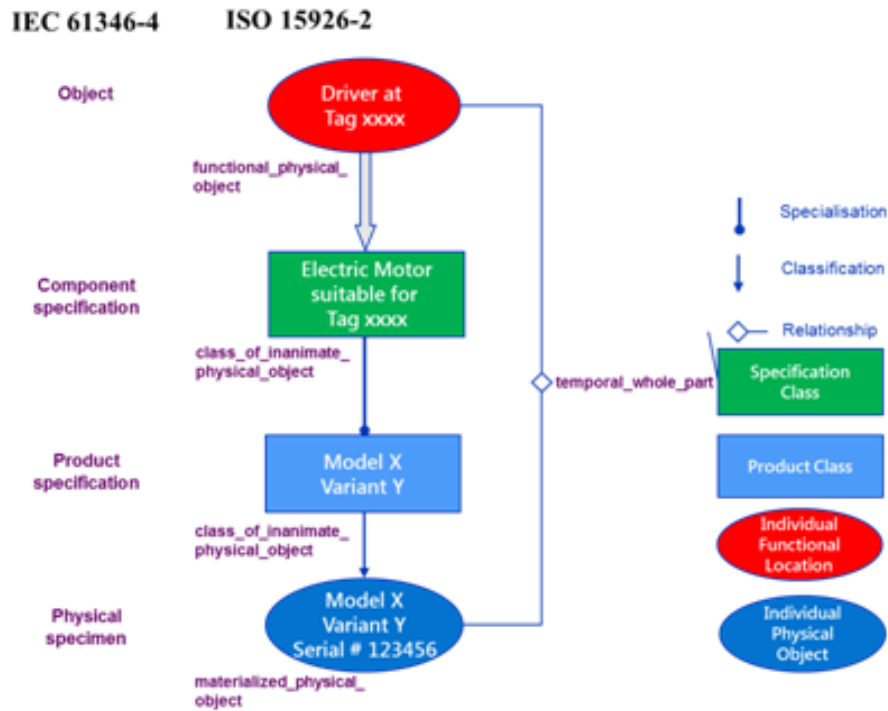 IEC 61346-4
ISO 15926-2
Object
Driver at
Tag xxxx
functional_physical_
object
Component
specification
Electric Motor
suitable for
Tag xxxx
class_of_inanimate_
physical_object
Product
specification
Model X
Variant Y
class_of_inanimate_
physical_object
Physical
specimen
Model X
Variant Y
Serial # 123456
materialized_physical_
object
temporal_whole_part
Specialisation
Classification
Relationship
Specification
Class
Product Class
Individual
Functional
Location
Individual
Physical
Object